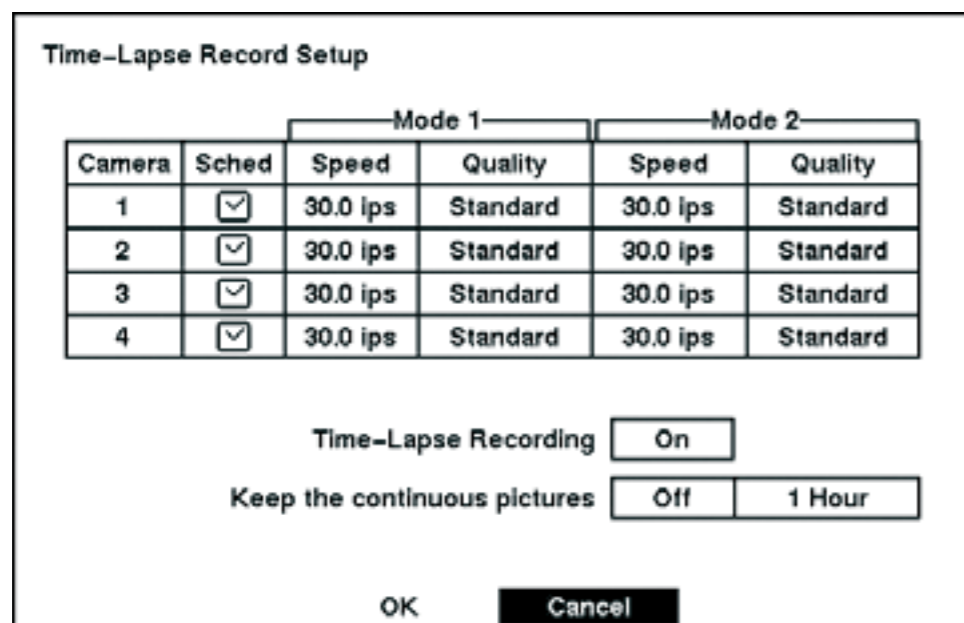 Time-Lapse Record Setup
Mode 1 Mode 2
Camera Sched Speed Quality Speed Quality
1 30.0 ips Standard 30.0 ips Standard
2 30.0 ips Standard 30.0 ips Standard
3 30.0 ips Standard 30.0 ips Standard
4 30.0 ips Standard 30.0 ips Standard
Time-Lapse Recording On
Keep the continuous pictures Off 1 Hour
OK Cancel